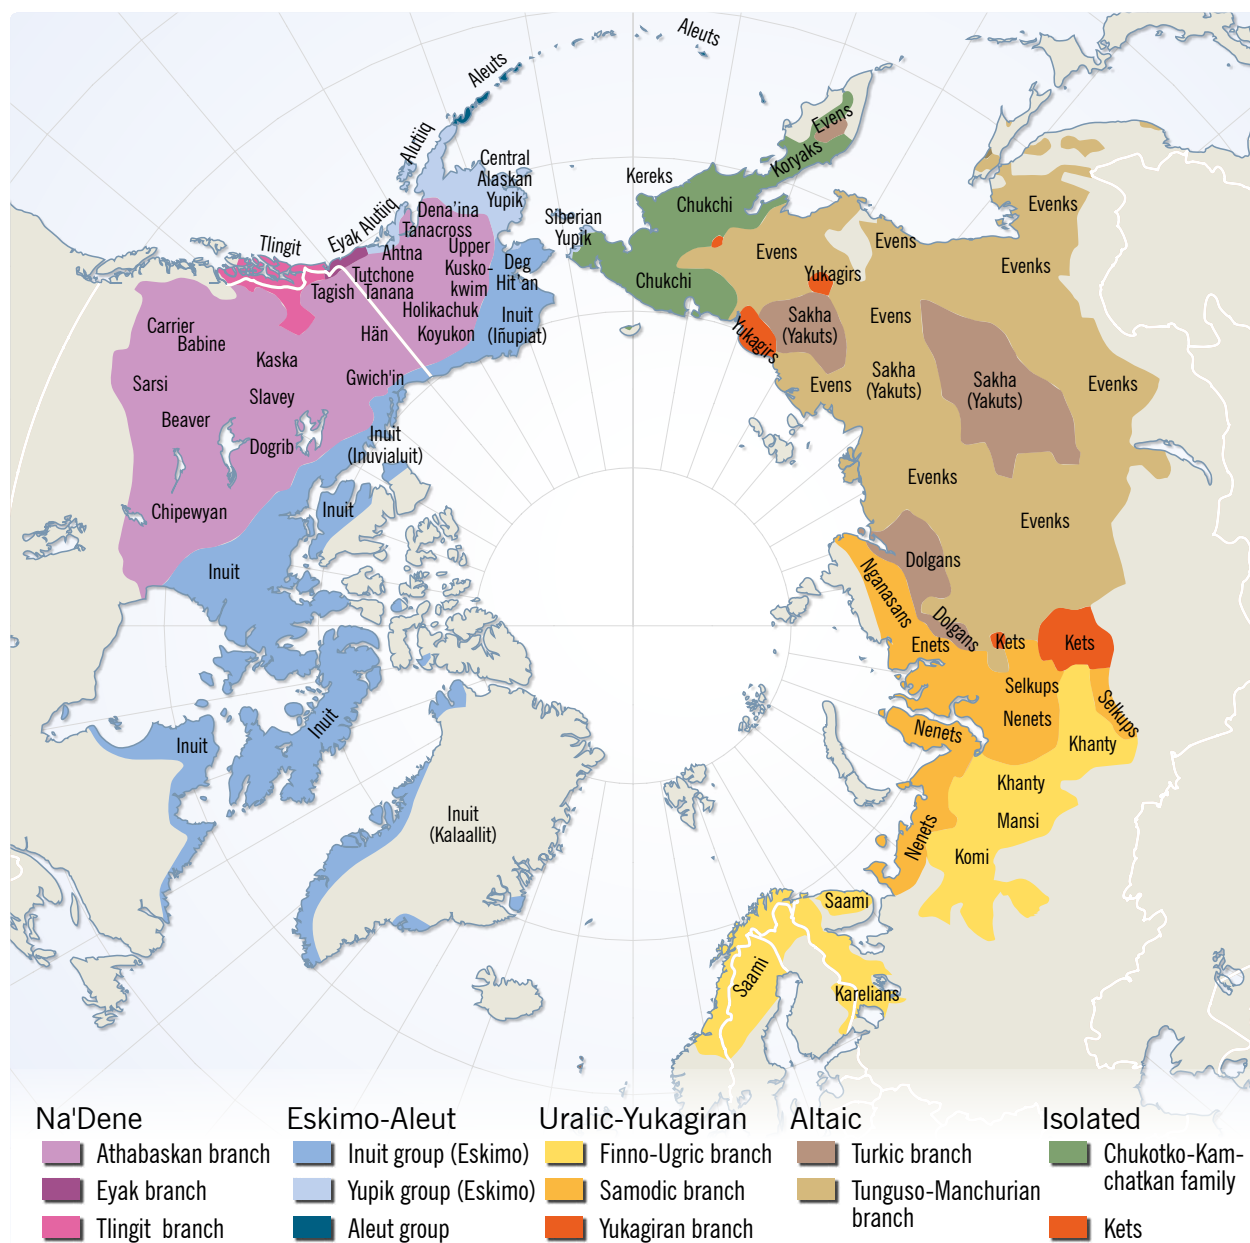 Aleuts
Aleuts
Alutiiq
Evens
Koryaks
Central
Alaskan
Yupik
Kereks
Chukchi
Siberian
Yupik
Eyak Alutiiq
Tlingit
Dena'ina
Tanacross
Ahtna
Upper
Kusko-
kwim
Deg
Hit'an
Tutchone
Tagish
Tanana
Holikachuk
Hän
Koyukon
Inuit
(Iñupiat)
Chukchi
Evens
Yukagirs
Evens
Evenks
Evenks
Yukagirs
Sakha
(Yakuts)
Evens
Evens
Sakha
(Yakuts)
Sakha
(Yakuts)
Evenks
Carrier
Babine
Kaska
Sarsi
Gwich'in
Slavey
Beaver
Dogrib
Inuit
(Inuvialuit)
Chipewyan
Inuit
Inuit
Evenks
Evenks
Dolgans
Nganasans
Dolgans
Enets
Kets
Kets
Selkups
Selkups
Nenets
Nenets
Khanty
Khanty
Mansi
Nenets
Komi
Inuit
Inuit
Inuit
(Kalaallit)
Saami
Saami
Karelians
Na'Dene
Athabaskan branch
Eyak branch
Tlingit branch
Eskimo-Aleut
Inuit group (Eskimo)
Yupik group (Eskimo)
Aleut group
Uralic-Yukagiran
Finno-Ugric branch
Samodic branch
Yukagiran branch
Altaic
Turkic branch
Tunguso-Manchurian
branch
Isolated
Chukotko-Kam-
chatkan family
Kets